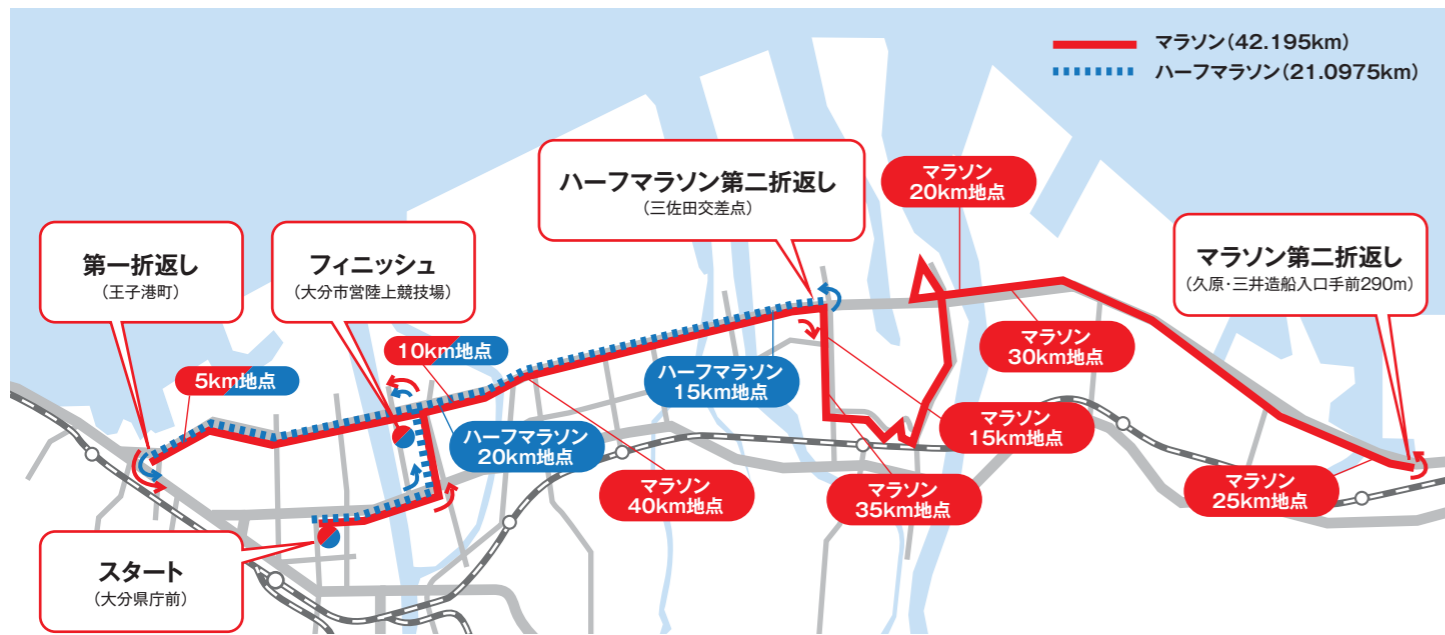 マラソン(42.195km)
ハーフマラソン(21.0975km)
ハーフマラソン第二折返し
(三佐田交差点)
マラソン
20km地点
マラソン第二折返し
(久原・三井造船入口手前290m)
第一折返し
(王子港町)
フィニッシュ
(大分市営陸上競技場)
5km地点
10km地点
ハーフマラソン
15km地点
マラソン
30km地点
ハーフマラソン
20km地点
マラソン
15km地点
マラソン
40km地点
マラソン
35km地点
マラソン
25km地点
スタート
(大分県庁前)